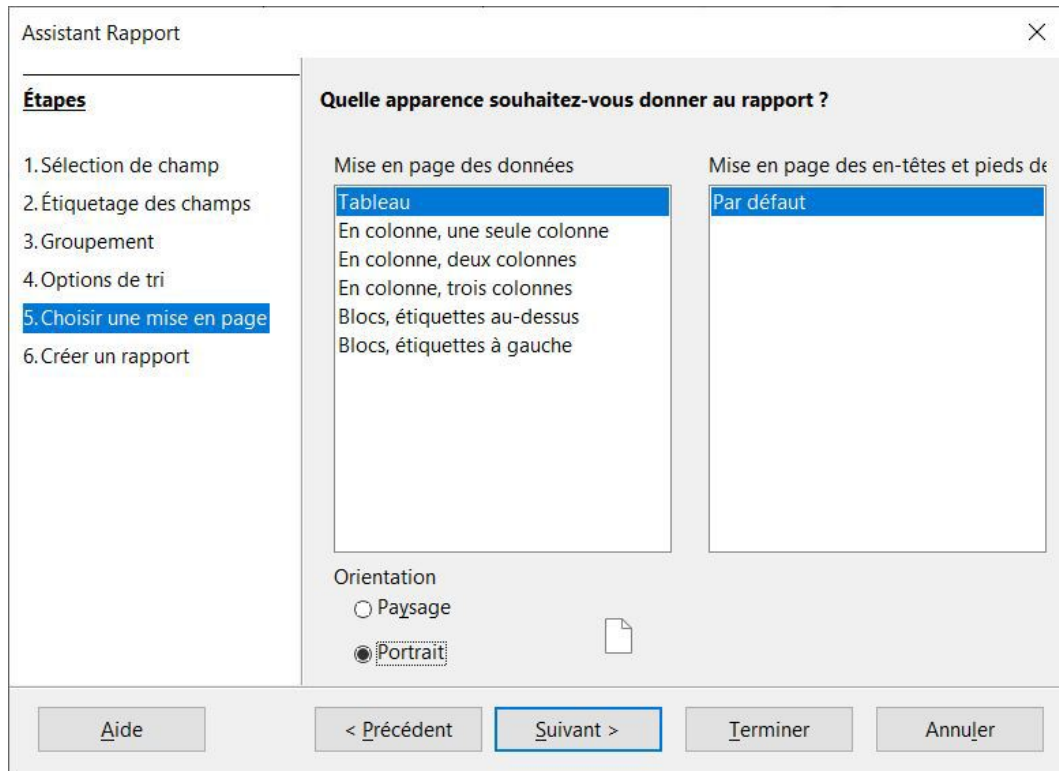 Assistant Rapport
Étapes
1. Sélection de champ
2. Étiquetage des champs
3. Groupement
4. Options de tri
5. Choisir une mise en page
6. Créer un rapport
Quelle apparence souhaitez-vous donner au rapport ?
Mise en page des données
Tableau
En colonne, une seule colonne
En colonne, deux colonnes
En colonne, trois colonnes
Blocs, étiquettes au-dessus
Blocs, étiquettes à gauche
Mise en page des en-têtes et pieds de
Par défaut
Orientation
Paysage
Portrait
Aide
< Précédent
Suivant >
Terminer
Annuler